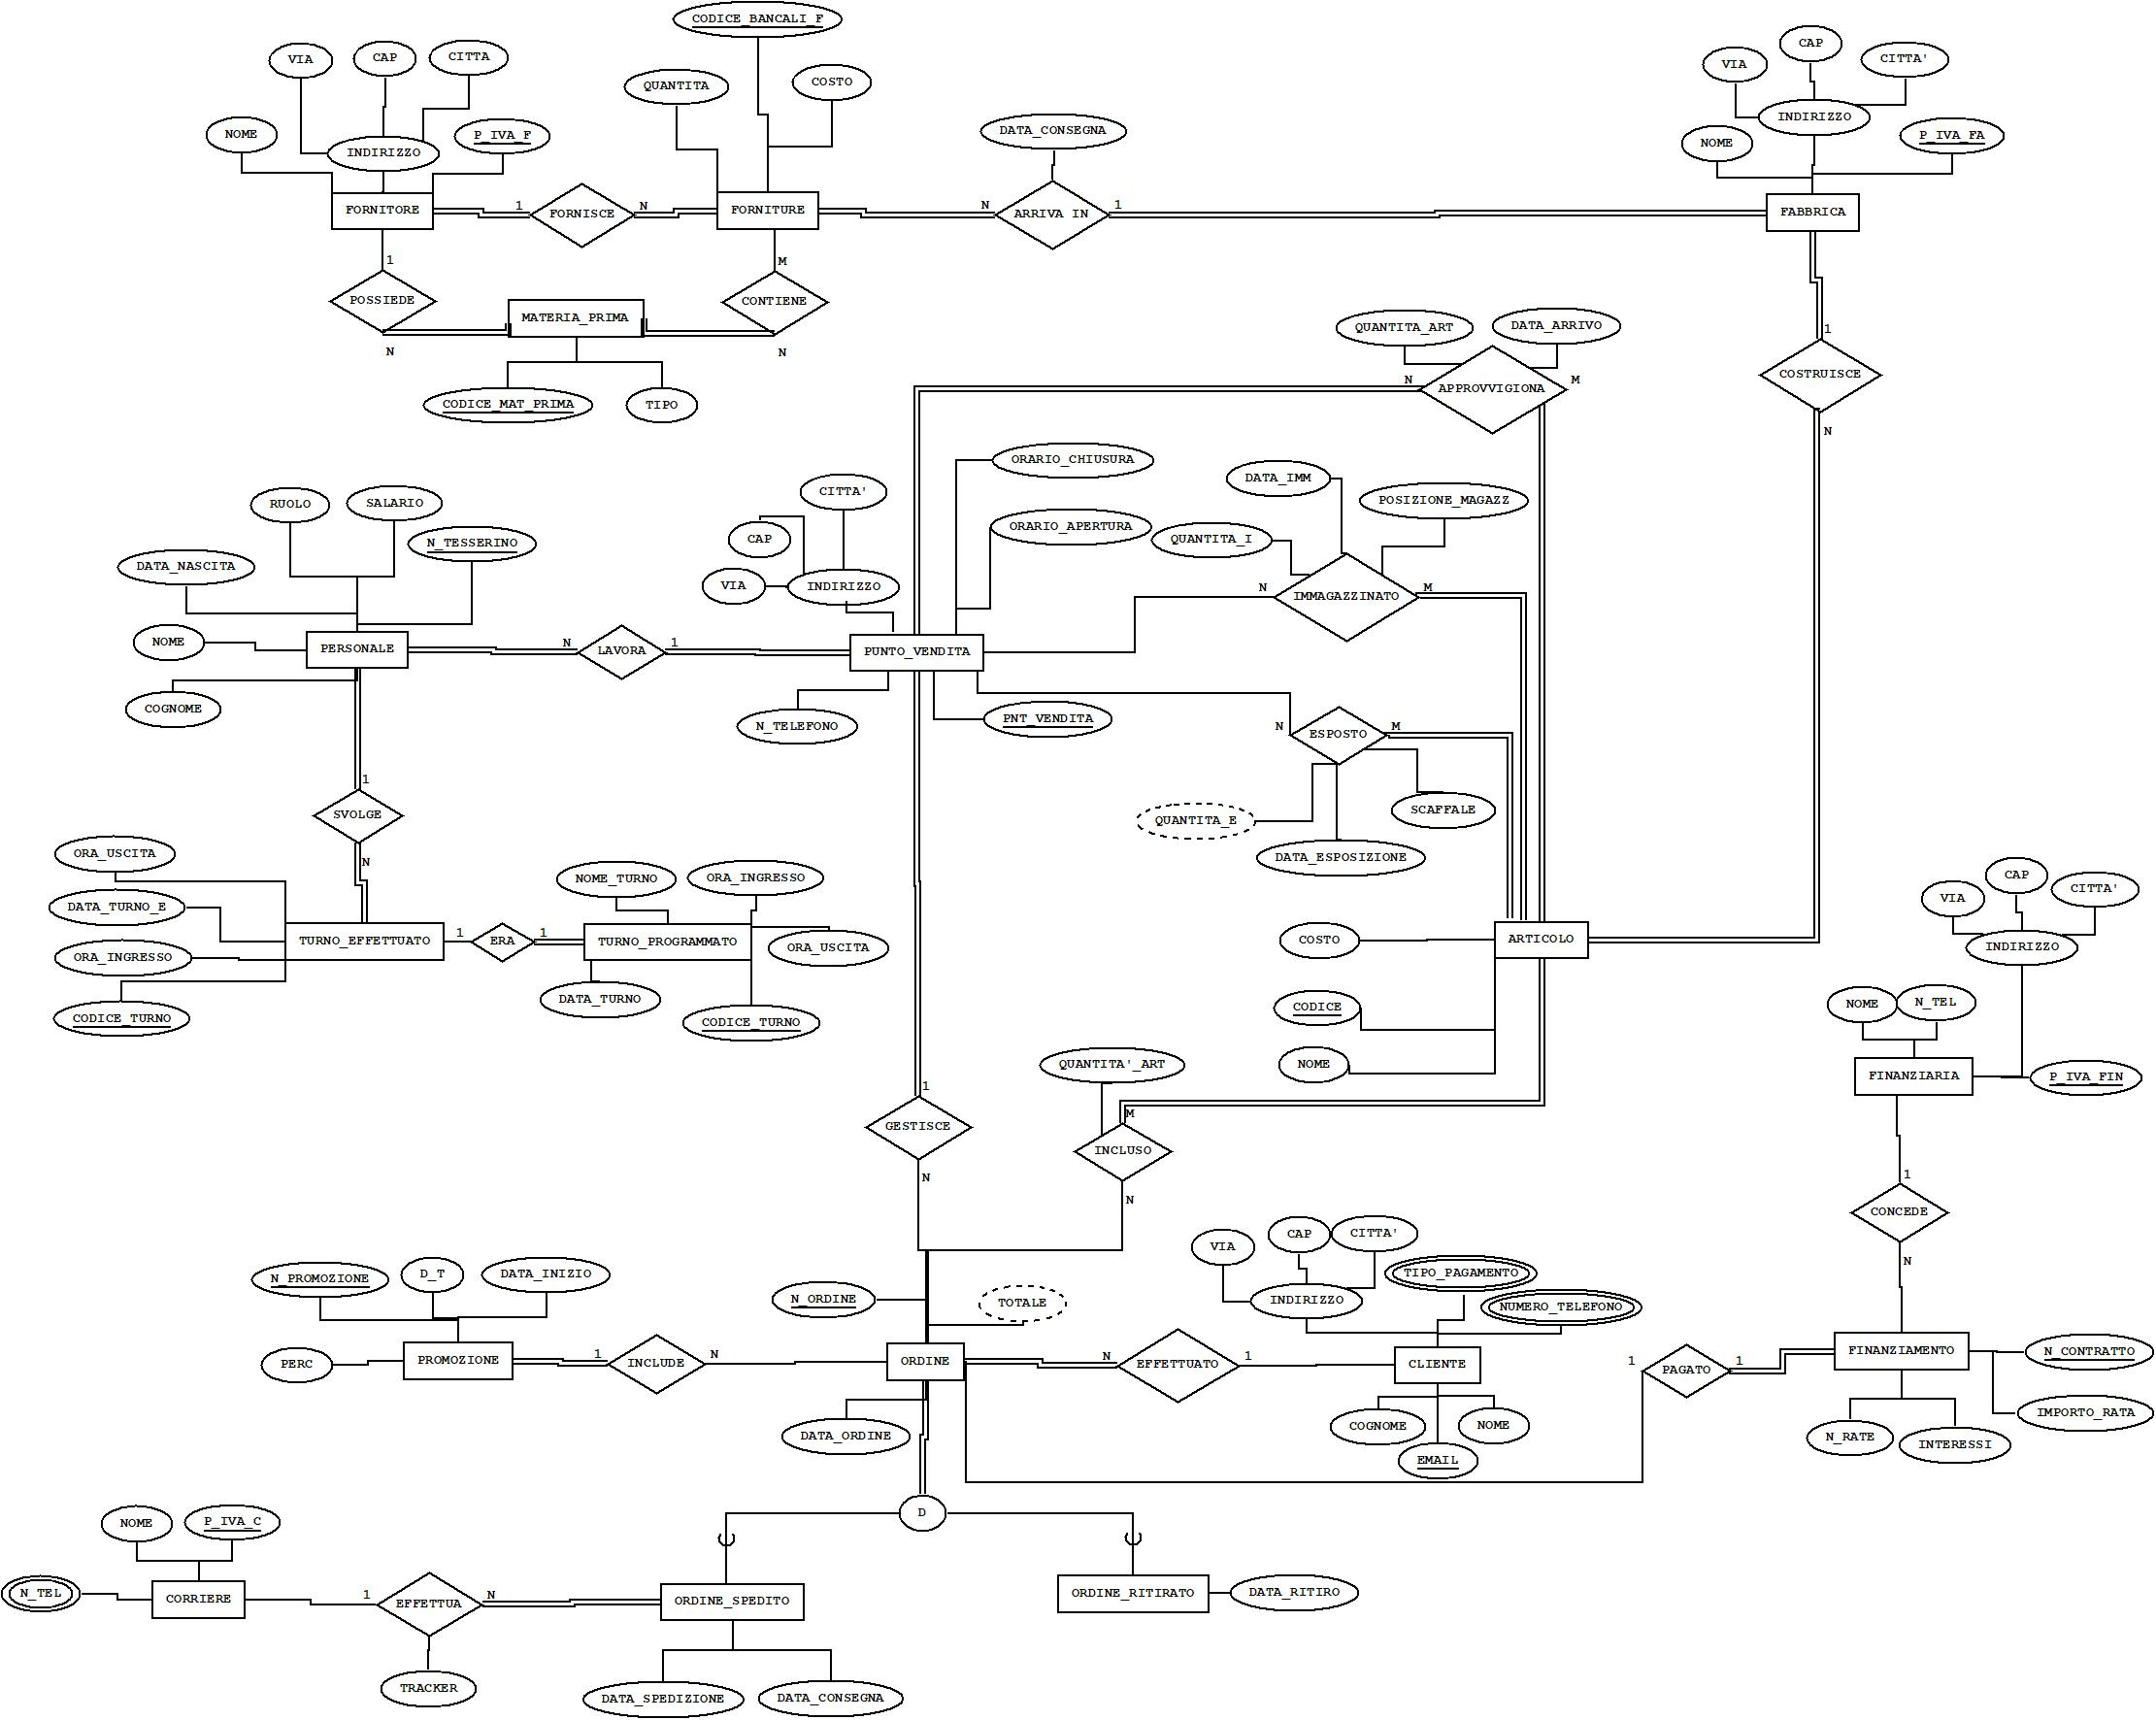 CODICE_BANCALI_F
VIA
CAP
CITTA
QUANTITA
COSTO
NOME
INDIRIZZO
P_IVA_F
DATA_CONSEGNA
VIA
CAP
CITTA'
INDIRIZZO
NOME
P_IVA_FA
FORNITORE
1
FORNISCE
N
FORNITURE
N
ARRIVA IN
1
FABBRICA
1
POSSIEDE
N
MATERIA_PRIMA
M
CONTIENE
N
CODICE_MAT_PRIMA
TIPO
QUANTITA_ART
DATA_ARRIVO
N
APPROVVIGIONA
M
1
COSTRUISCE
N
RUOLO
SALARIO
N_TESSERINO
DATA_NASCITA
NOME
PERSONALE
COGNOME
N
LAVORA
1
CITTA'
CAP
VIA
INDIRIZZO
ORARIO_CHIUSURA
ORARIO_APERTURA
PUNTO_VENDITA
N_TELEFONO
PNT_VENDITA
DATA_IMM
POSIZIONE_MAGAZZ
QUANTITA_I
N
IMMAGAZZINATO
M
N
ESPOSTO
M
QUANTITA_E
SCAFFALE
DATA_ESPOSIZIONE
1
SVOLGE
N
ORA_USCITA
DATA_TURNO_E
ORA_INGRESSO
CODICE_TURNO
TURNO_EFFETTUATO
1
ERA
1
NOME_TURNO
ORA_INGRESSO
TURNO_PROGRAMMATO
ORA_USCITA
DATA_TURNO
CODICE_TURNO
COSTO
ARTICOLO
CODICE
NOME
VIA
CAP
CITTA'
INDIRIZZO
NOME
N_TEL
FINANZIARIA
P_IVA_FIN
QUANTITA'_ART
1
GESTISCE
N
M
INCLUSO
N
1
CONCEDE
N
N_PROMOZIONE
D_T
DATA_INIZIO
PERC
PROMOZIONE
1
INCLUDE
N
N_ORDINE
TOTALE
ORDINE
DATA_ORDINE
N
EFFETTUATO
1
VIA
CAP
CITTA'
INDIRIZZO
TIPO_PAGAMENTO
NUMERO_TELEFONO
CLIENTE
COGNOME
NOME
EMAIL
1
PAGATO
1
FINANZIAMENTO
N_CONTRATTO
IMPORTO_RATA
N_RATE
INTERESSI
D
NOME
P_IVA_C
N_TEL
CORRIERE
1
EFFETTUA
N
TRACKER
ORDINE_SPEDITO
DATA_SPEDIZIONE
DATA_CONSEGNA
ORDINE_RITIRATO
DATA_RITIRO